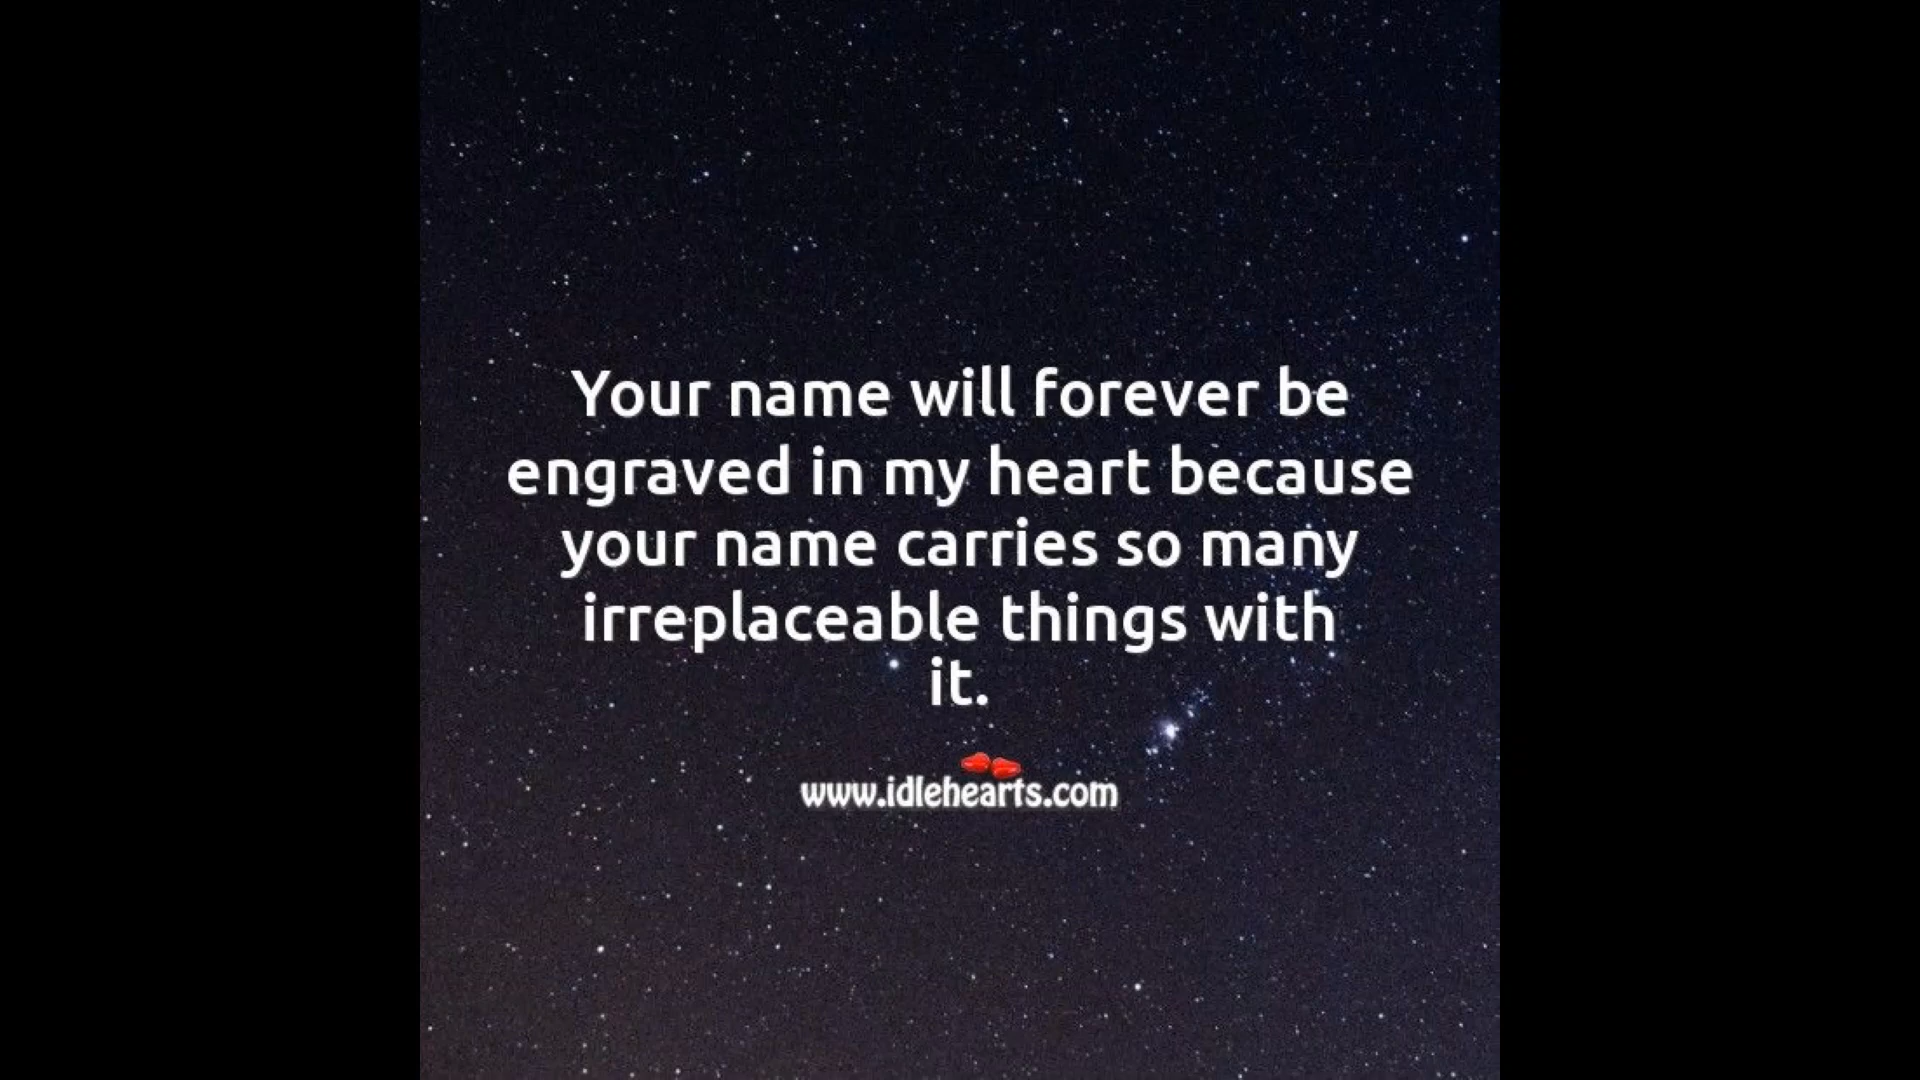 Your name will forever be
engraved in my heart because
your name carries so many
irreplaceable things with
it.
www.idlehearts.com